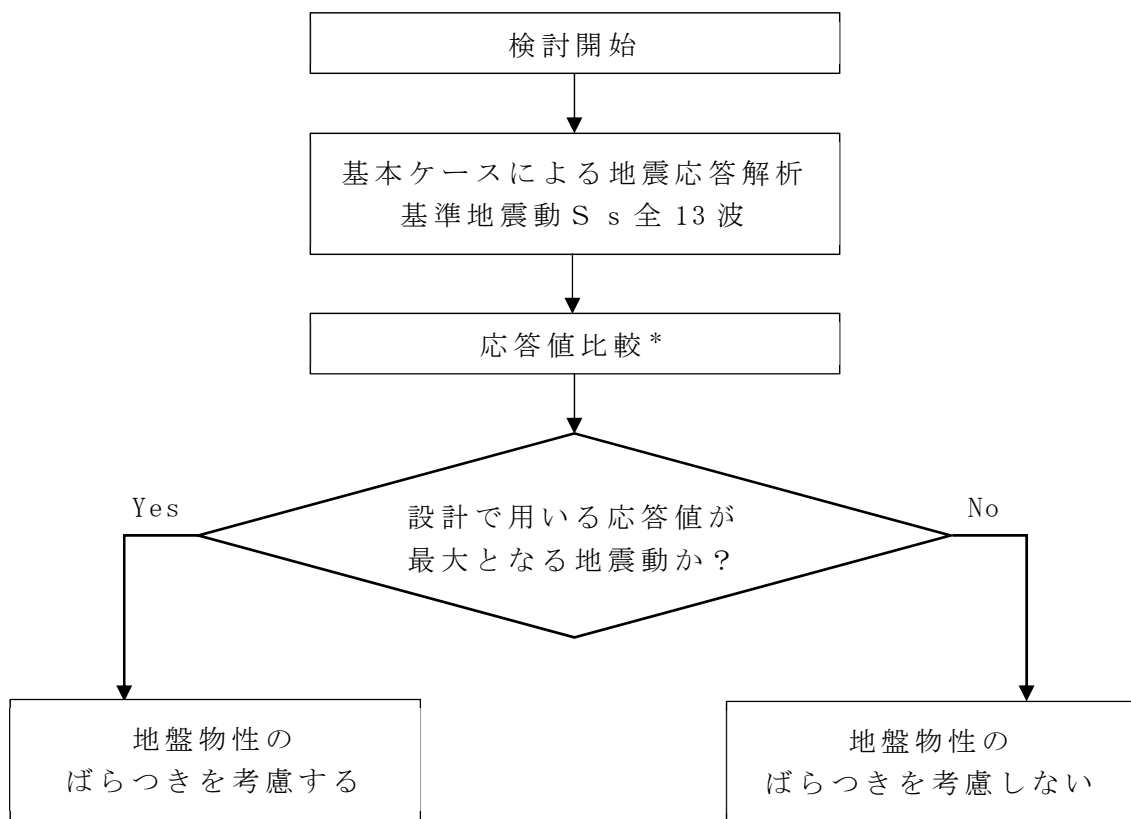 検討開始
基本ケースによる地震応答解析
基準地震動Ｓｓ全13波
応答値比較*
Yes
No
設計で用いる応答値が
最大となる地震動か？
地盤物性の
ばらつきを考慮する
地盤物性の
ばらつきを考慮しない